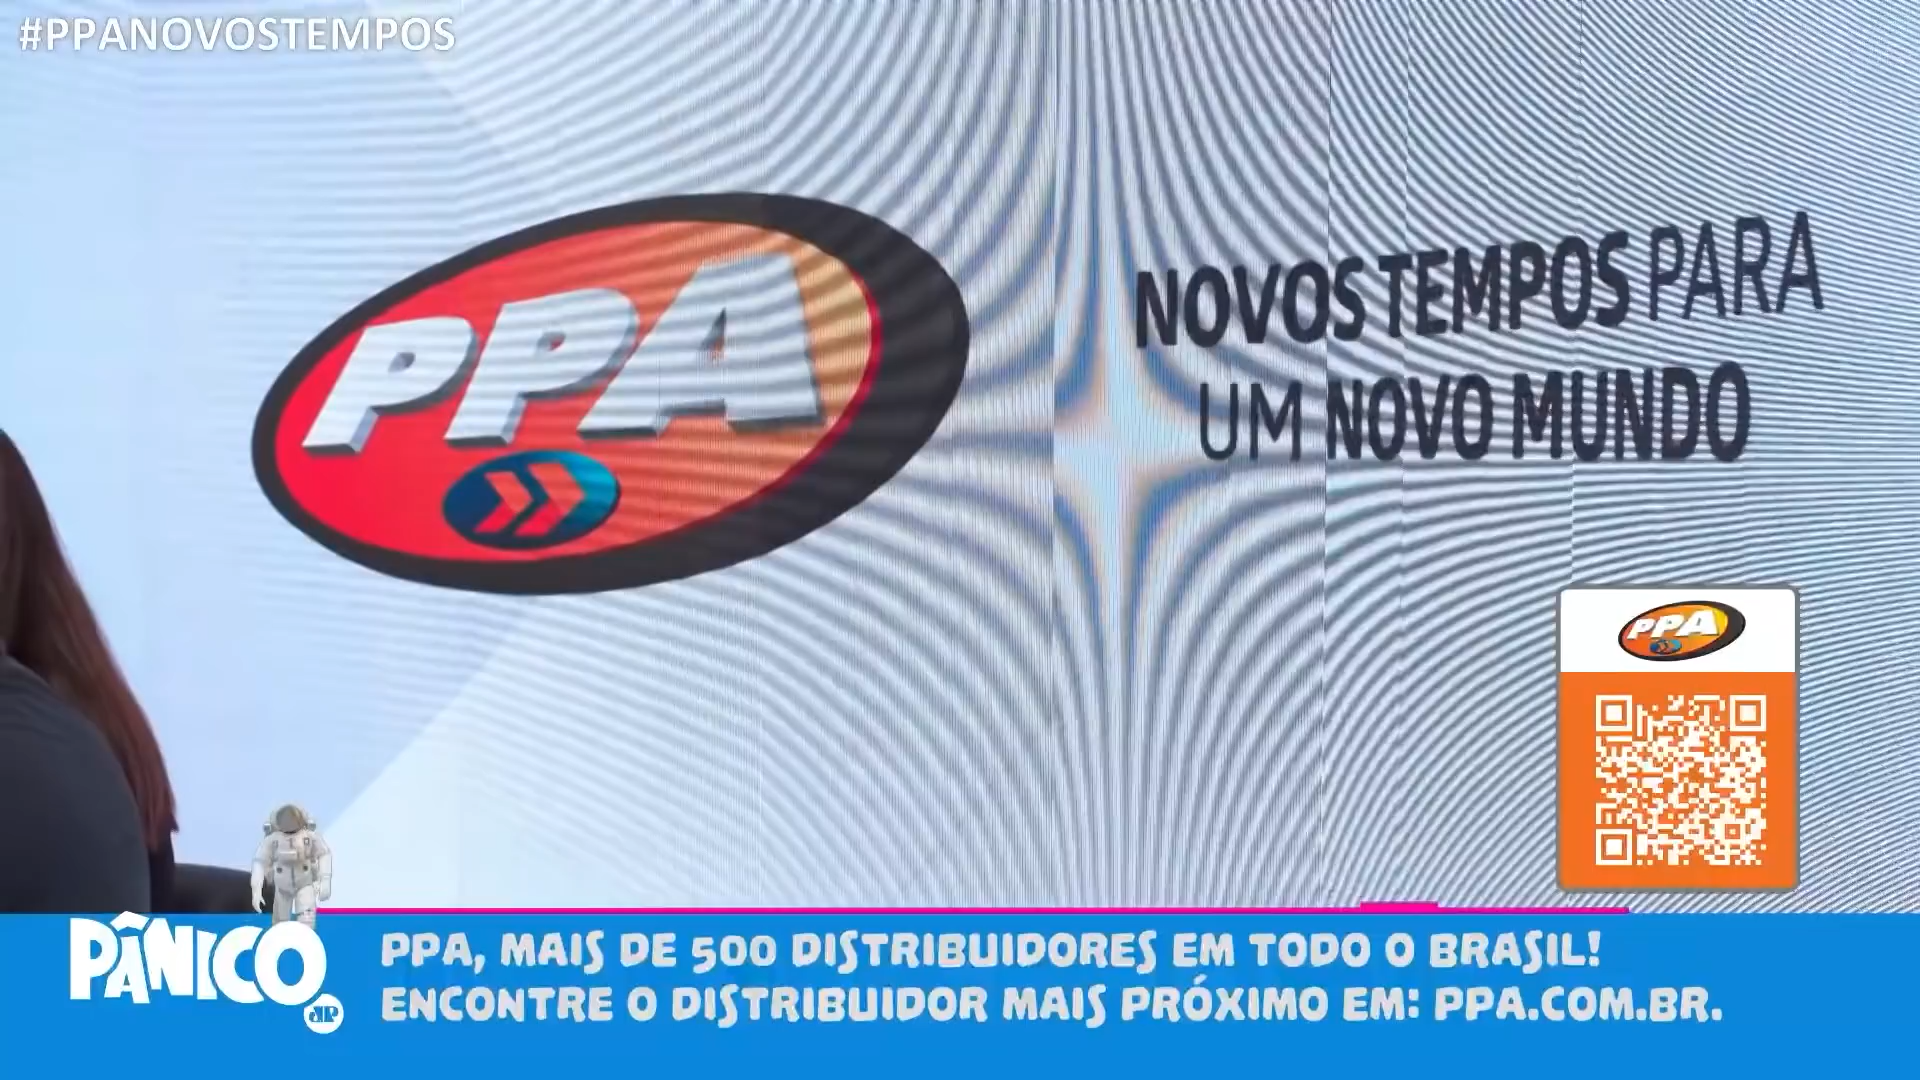 #PPANOVOSTEMPOS
PPA
NOVOS TEMPOS PARA
UM NOVO MUNDO
PPA
PÂNICO
JP
PPA, MAIS DE 500 DISTRIBUIDORES EM TODO O BRASIL!
ENCONTRE O DISTRIBUIDOR MAIS PRÓXIMO EM: PPA.COM.BR.